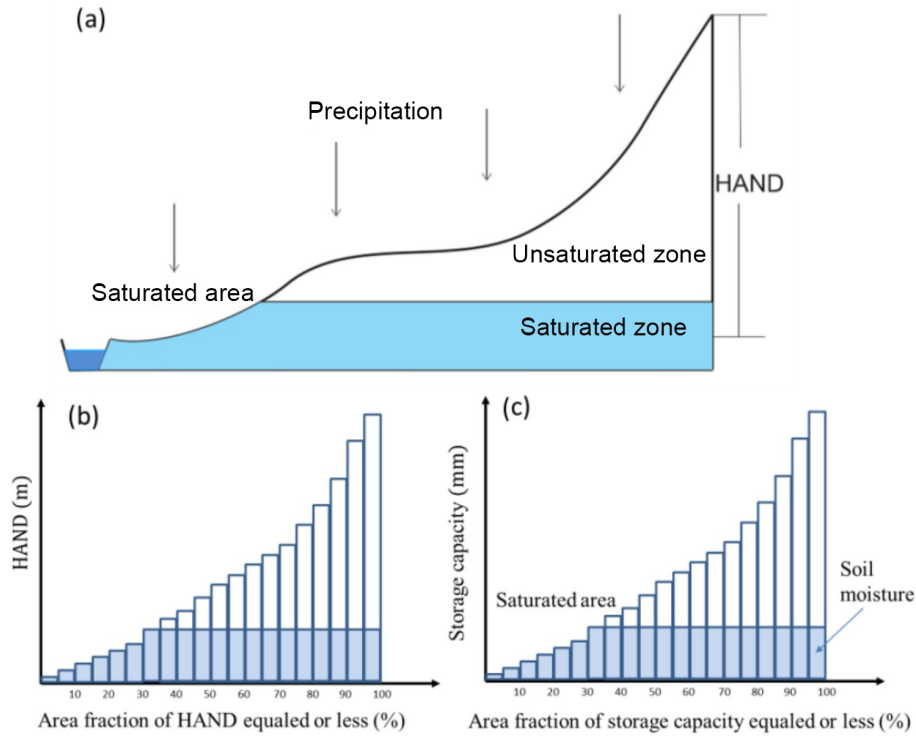 (a)
Precipitation
HAND
Unsaturated zone
Saturated area
Saturated zone
(b)
HAND (m)
10 20 30 40 50 60 70 80 90 100
Area fraction of HAND equaled or less (%)
(c)
Storage capacity (mm)
Saturated area
Soil
moisture
10 20 30 40 50 60 70 80 90 100
Area fraction of storage capacity equaled or less (%)